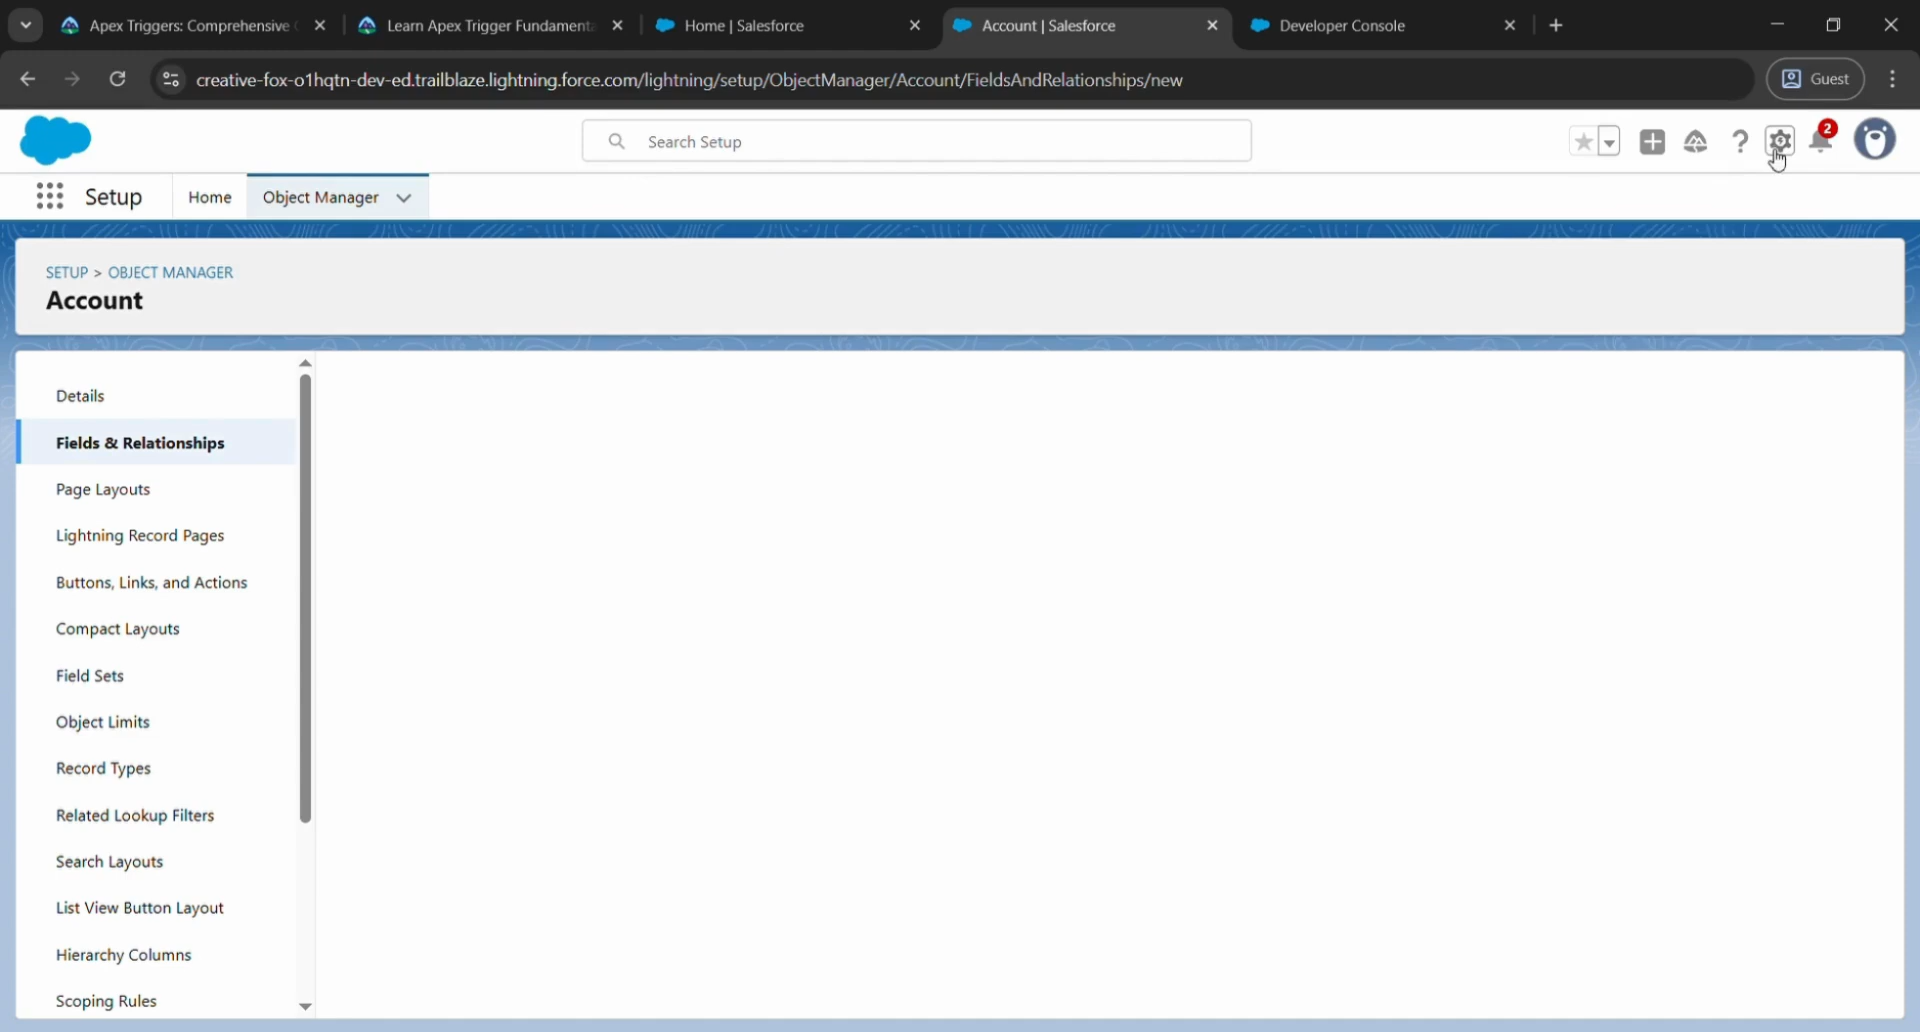 Apex Triggers: Comprehensive
Learn Apex Trigger Fundament
Home | Salesforce
Account | Salesforce
Developer Console
creative-fox-o1hqtn-dev-ed.trailblaze.lightning.force.com/lightning/setup/ObjectManager/Account/FieldsAndRelationships/new
Guest
Search Setup
2
Setup
Home
Object Manager
SETUP > OBJECT MANAGER
Account
Details
Fields & Relationships
Page Layouts
Lightning Record Pages
Buttons, Links, and Actions
Compact Layouts
Field Sets
Object Limits
Record Types
Related Lookup Filters
Search Layouts
List View Button Layout
Hierarchy Columns
Scoping Rules